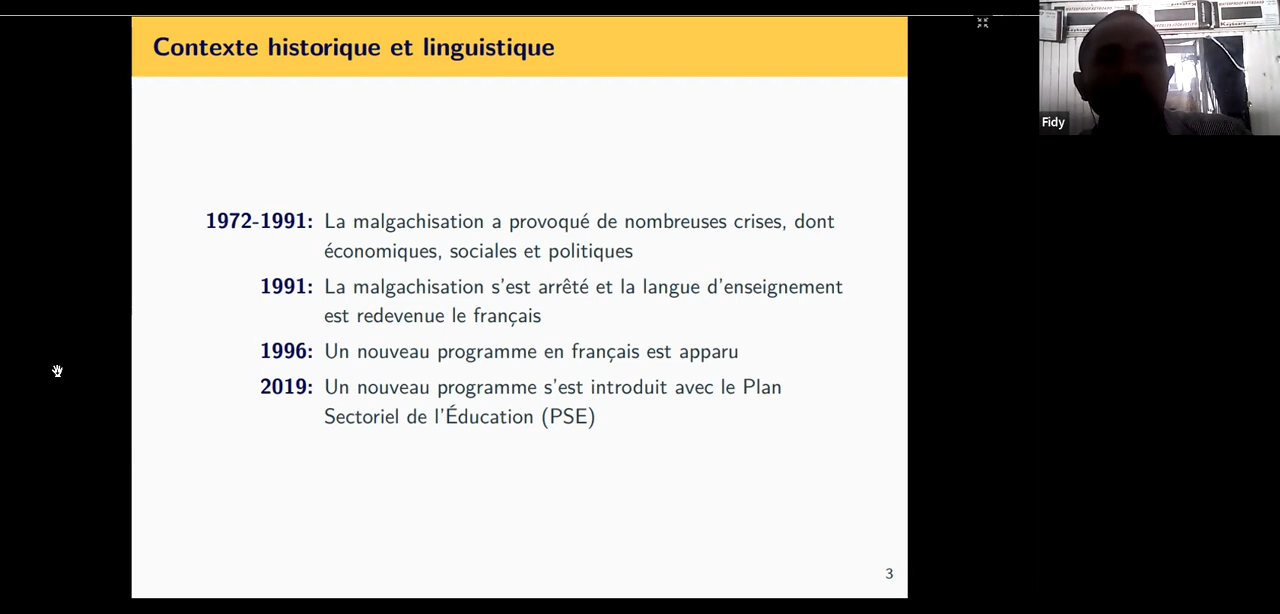 Contexte historique et linguistique
1972-1991: La malgachisation a provoqué de nombreuses crises, dont
économiques, sociales et politiques
1991: La malgachisation s'est arrêté et la langue d'enseignement
est redevenue le français
1996: Un nouveau programme en français est apparu
2019: Un nouveau programme s'est introduit avec le Plan
Sectoriel de l'Éducation (PSE)
3
Fidy